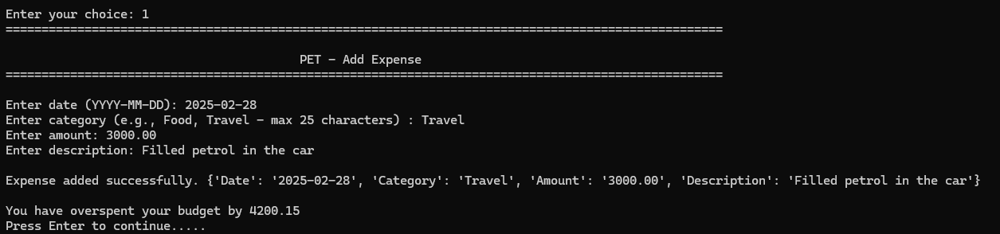 Enter your choice: 1
====================================================================================================
PET - Add Expense
====================================================================================================
Enter date (YYYY-MM-DD): 2025-02-28
Enter category (e.g., Food, Travel - max 25 characters) : Travel
Enter amount: 3000.00
Enter description: Filled petrol in the car
Expense added successfully. {'Date': '2025-02-28', 'Category': 'Travel', 'Amount': '3000.00', 'Description': 'Filled petrol in the car'}
You have overspent your budget by 4200.15
Press Enter to continue.....